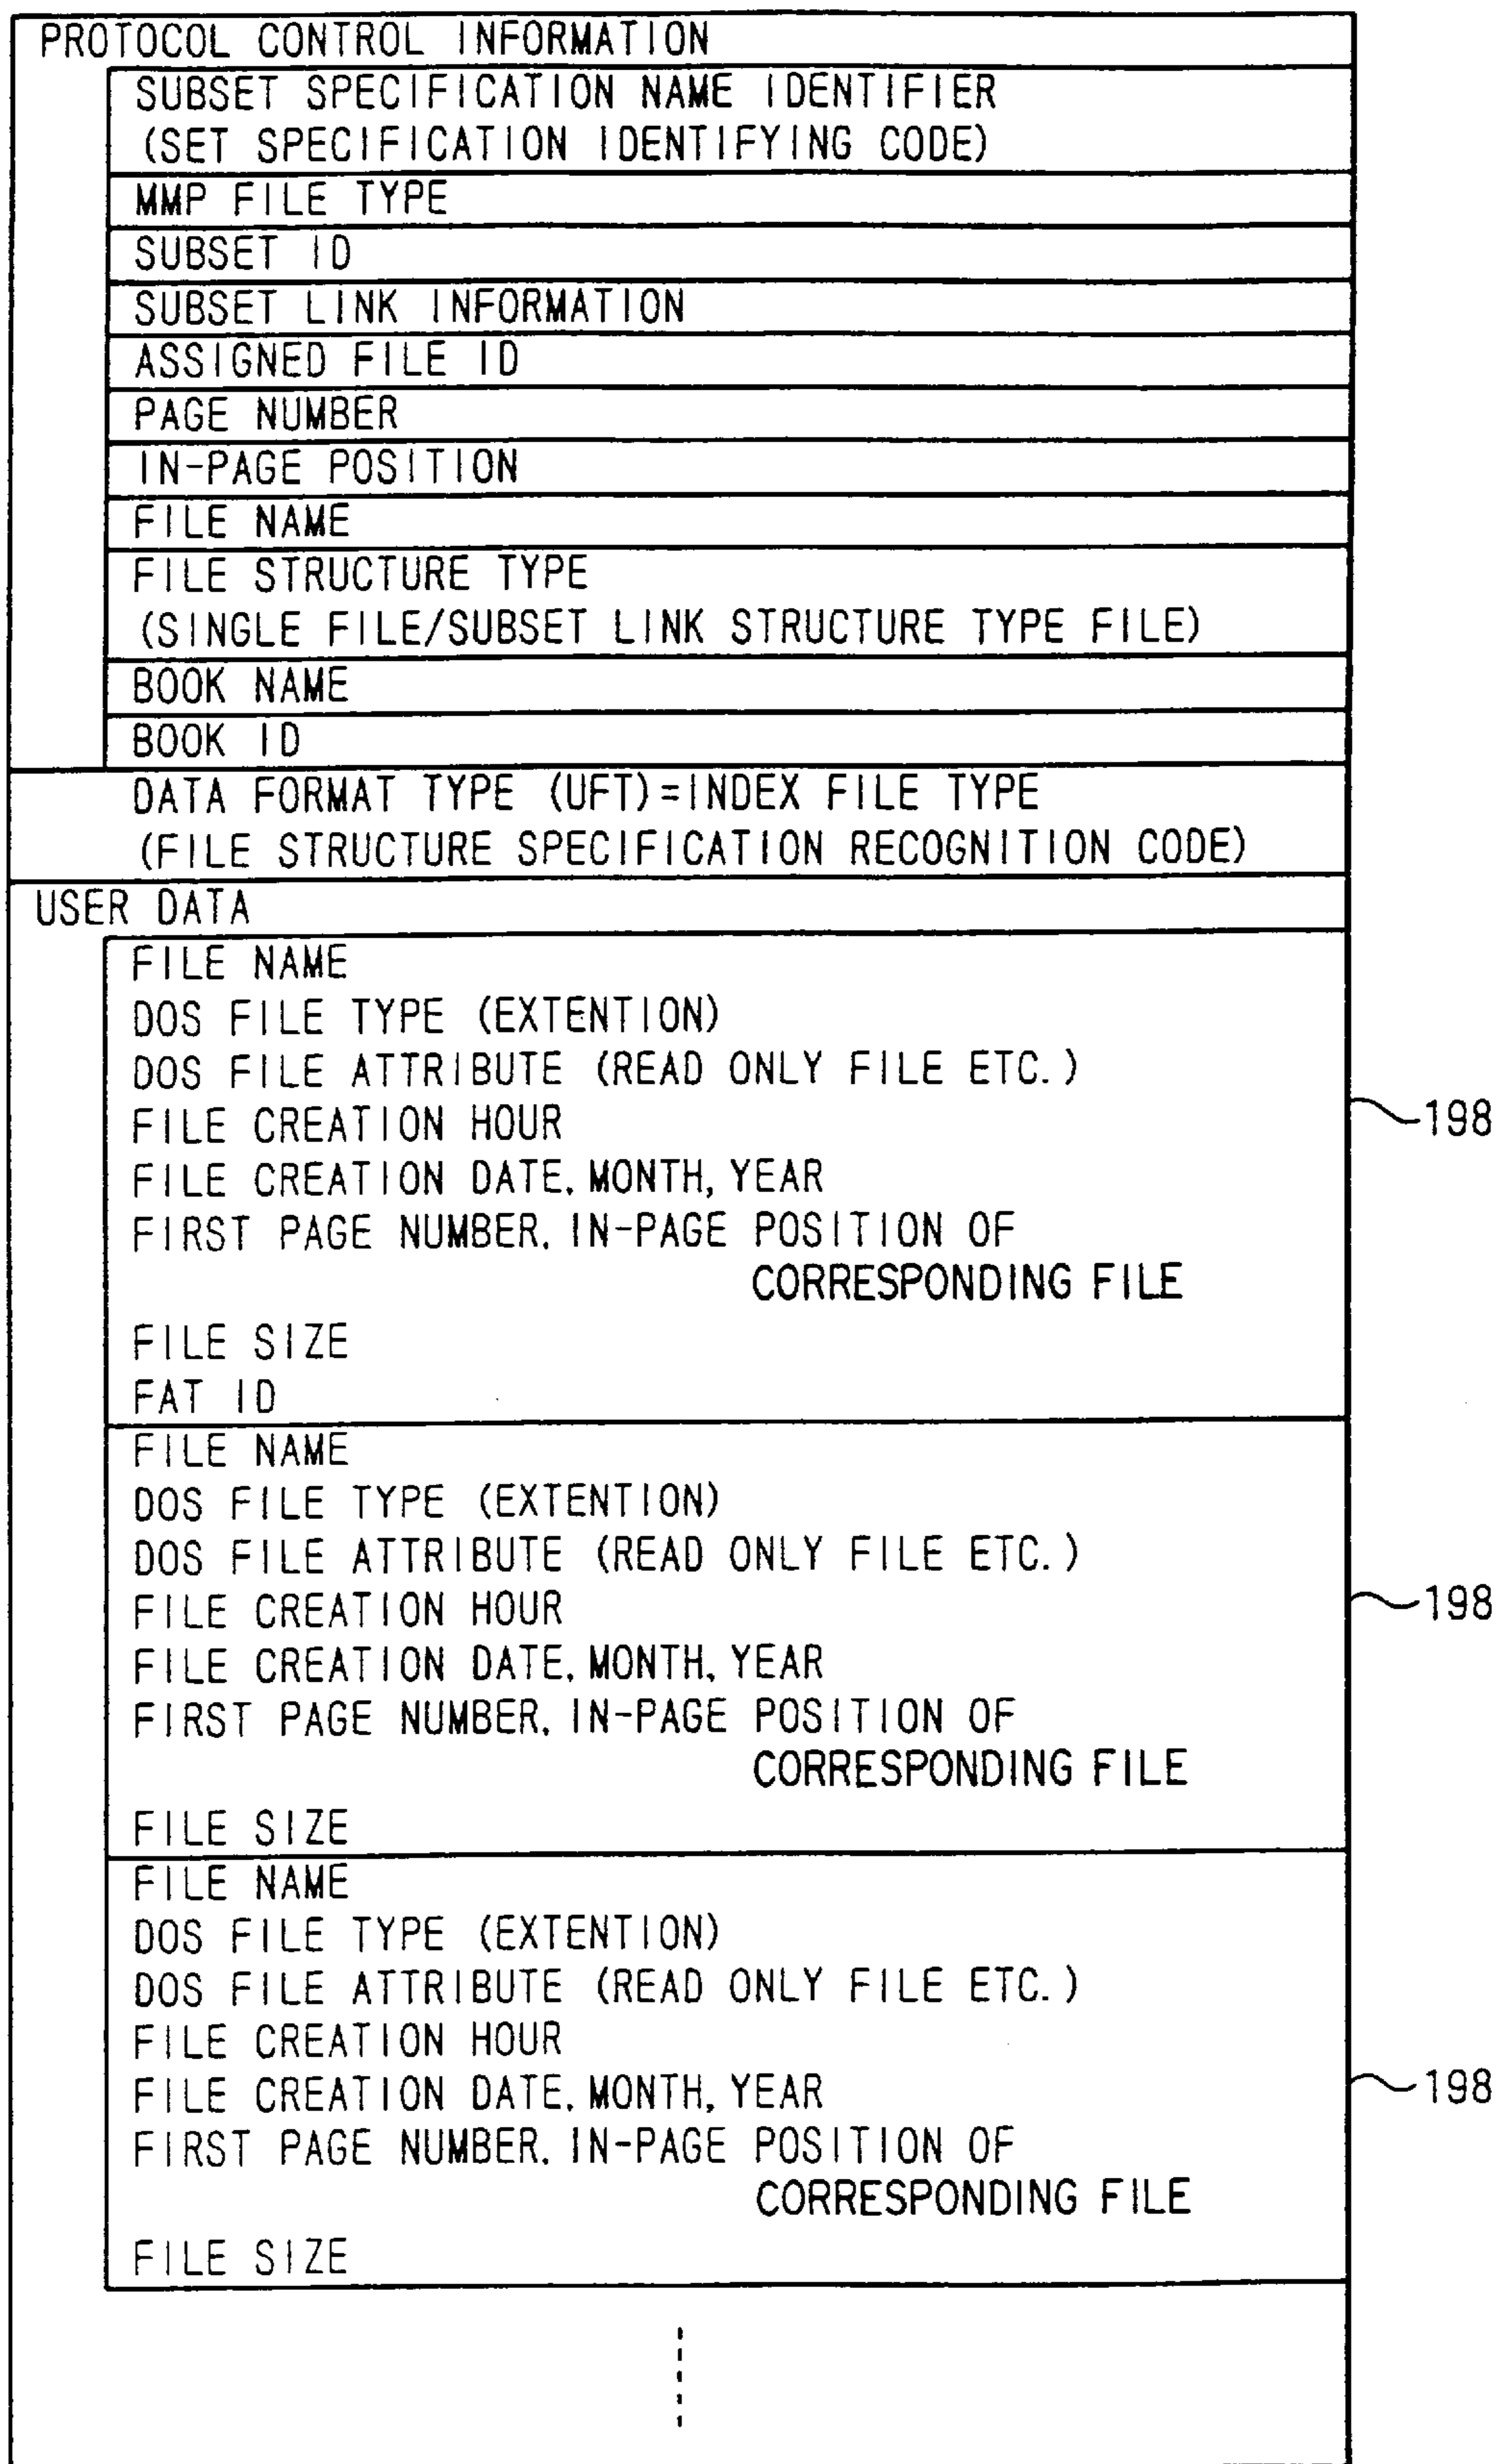 PROTOCOL CONTROL INFORMATION
SUBSET SPECIFICATION NAME IDENTIFIER
(SET SPECIFICATION IDENTIFYING CODE)
MMP FILE TYPE
SUBSET ID
SUBSET LINK INFORMATION
ASSIGNED FILE ID
PAGE NUMBER
IN-PAGE POSITION
FILE NAME
FILE STRUCTURE TYPE
(SINGLE FILE/SUBSET LINK STRUCTURE TYPE FILE)
BOOK NAME
BOOK ID
DATA FORMAT TYPE (UFT)=INDEX FILE TYPE
(FILE STRUCTURE SPECIFICATION RECOGNITION CODE)
USER DATA
FILE NAME
DOS FILE TYPE (EXTENTION)
DOS FILE ATTRIBUTE (READ ONLY FILE ETC.)
FILE CREATION HOUR
198
FILE CREATION DATE, MONTH, YEAR
FIRST PAGE NUMBER, IN-PAGE POSITION OF
CORRESPONDING FILE
FILE SIZE
FAT ID
FILE NAME
DOS FILE TYPE (EXTENTION)
DOS FILE ATTRIBUTE (READ ONLY FILE ETC.)
FILE CREATION HOUR
198
FILE CREATION DATE, MONTH, YEAR
FIRST PAGE NUMBER, IN-PAGE POSITION OF
CORRESPONDING FILE
FILE SIZE
FILE NAME
DOS FILE TYPE (EXTENTION)
DOS FILE ATTRIBUTE (READ ONLY FILE ETC.)
FILE CREATION HOUR
FILE CREATION DATE, MONTH, YEAR
198
FIRST PAGE NUMBER, IN-PAGE POSITION OF
CORRESPONDING FILE
FILE SIZE